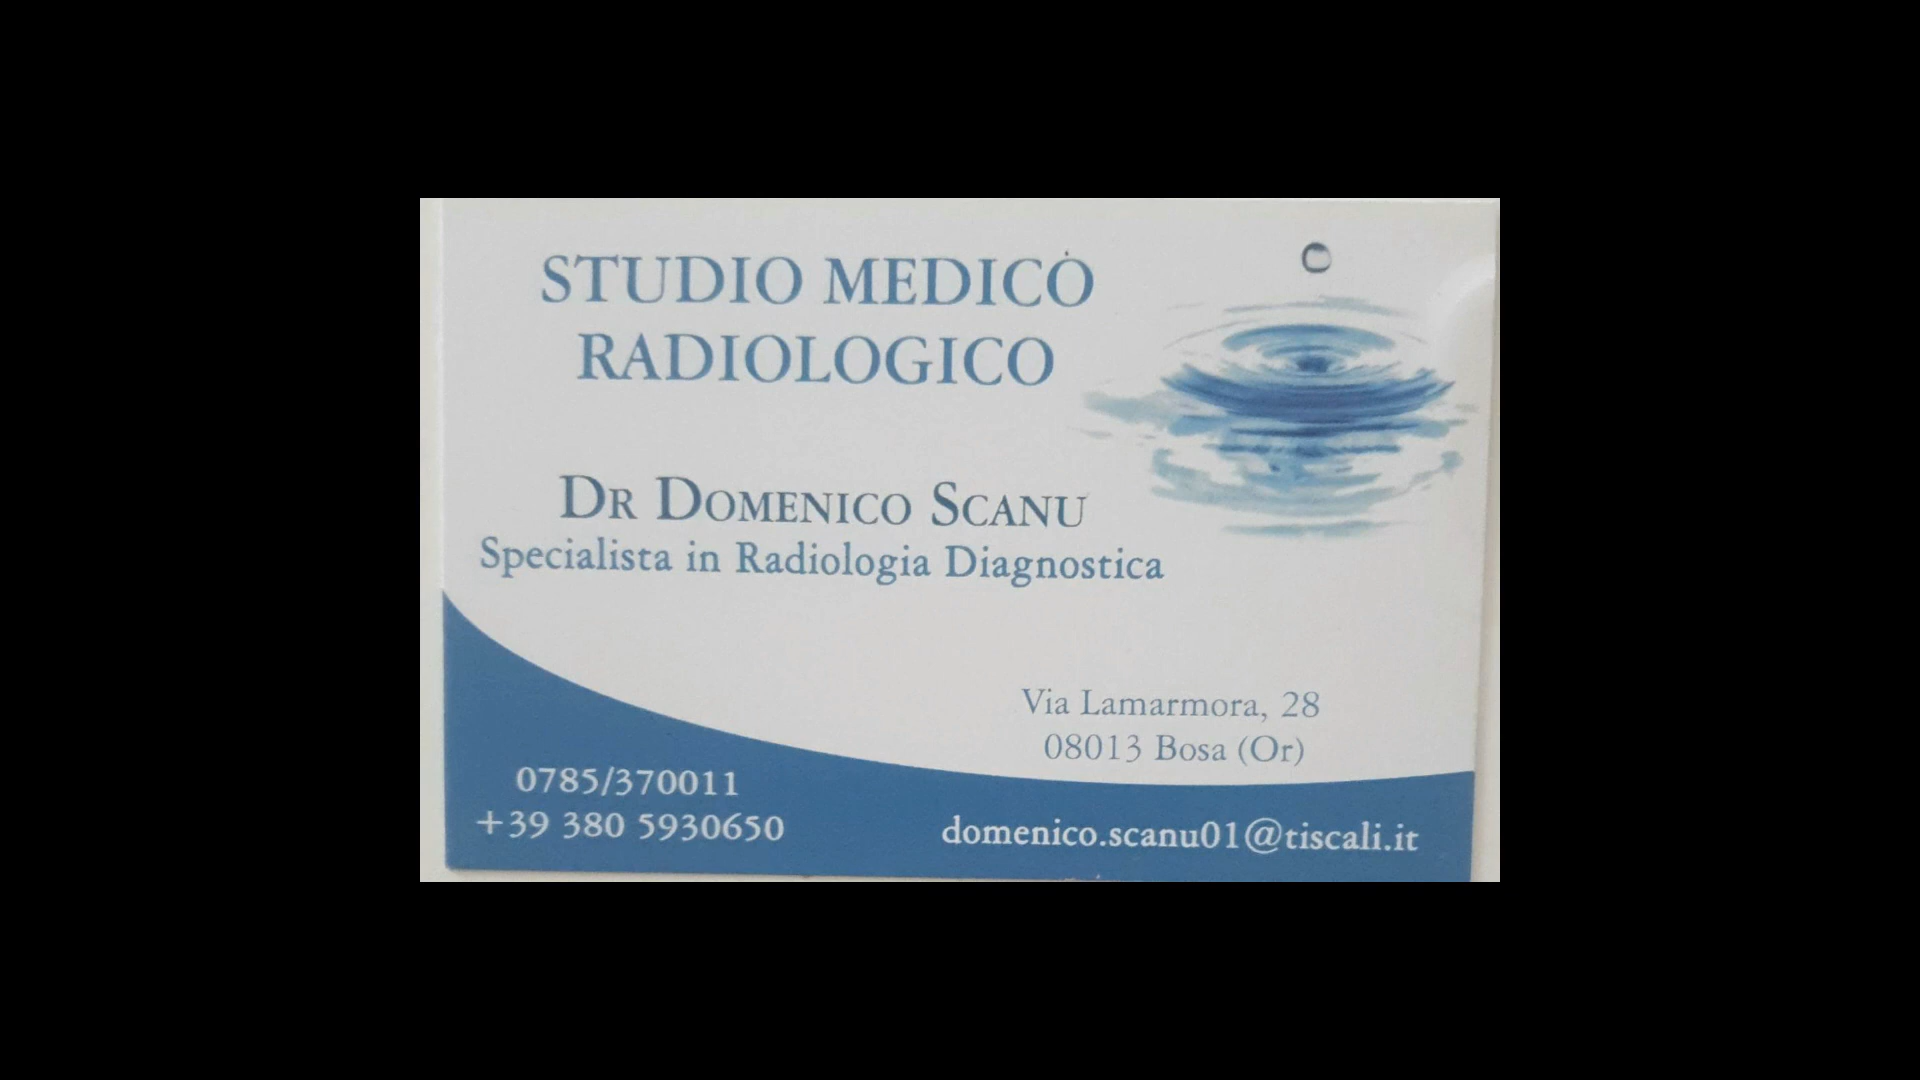 STUDIO MEDICO
RADIOLOGICO
DR DOMENICO SCANU
Specialista in Radiologia Diagnostica
Via Lamarmora, 28
08013 Bosa (Or)
0785/370011
+39 380 5930650
domenico.scanu01@tiscali.it